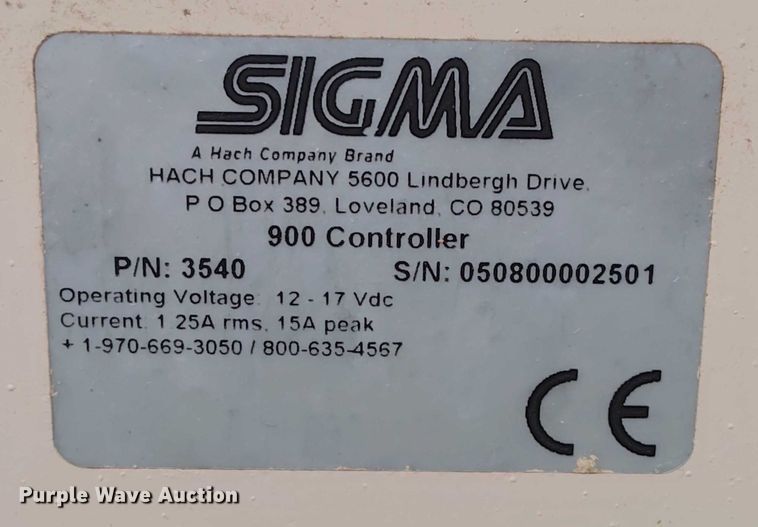 SIGMA
A Hach Company Brand
HACH COMPANY 5600 Lindbergh Drive,
P O Box 389, Loveland, CO 80539
900 Controller
P/N: 3540 S/N: 050800002501
Operating Voltage: 12 - 17 Vdc
Current: 1.25A rms, 15A peak
+ 1-970-669-3050 / 800-635-4567
CE
Purple Wave Auction